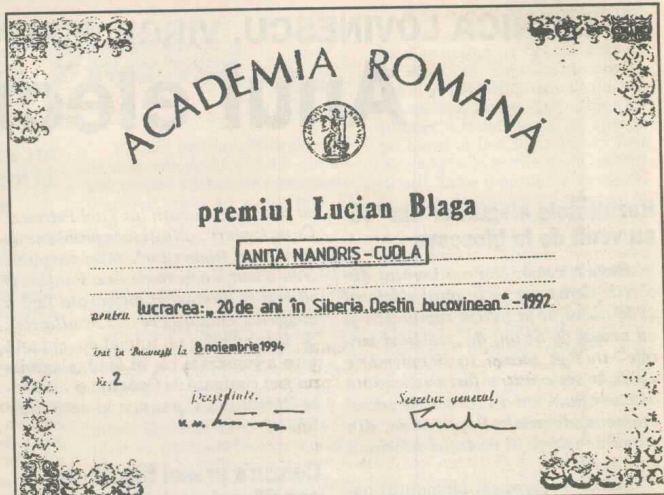 ACADEMIA ROMÂNĂ
premiul Lucian Blaga
ANIȚA NANDRIȘ-CUDLA
pentru lucrarea: „20 de ani în Siberia. Destin bucovinean" -1992
dat în București la 8 noiembrie 1994
Nr. 2
Președinte,
Secretar general,